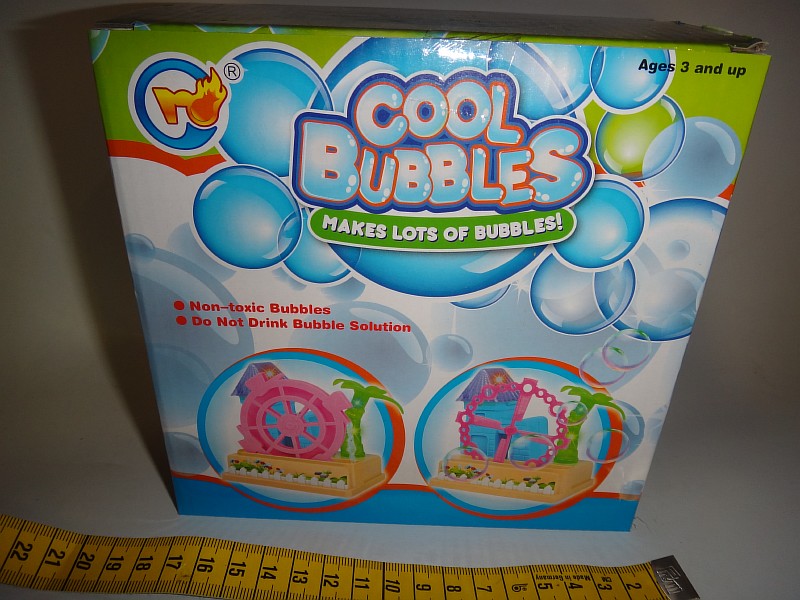 ®
Ages 3 and up
COOL
BUBBLES
MAKES LOTS OF BUBBLES!
Non-toxic Bubbles
Do Not Drink Bubble Solution
22 21 20 19 18 17 16 15 14 13 12 11 10 9 8 7 6 5 4 3 2
Made in Germany